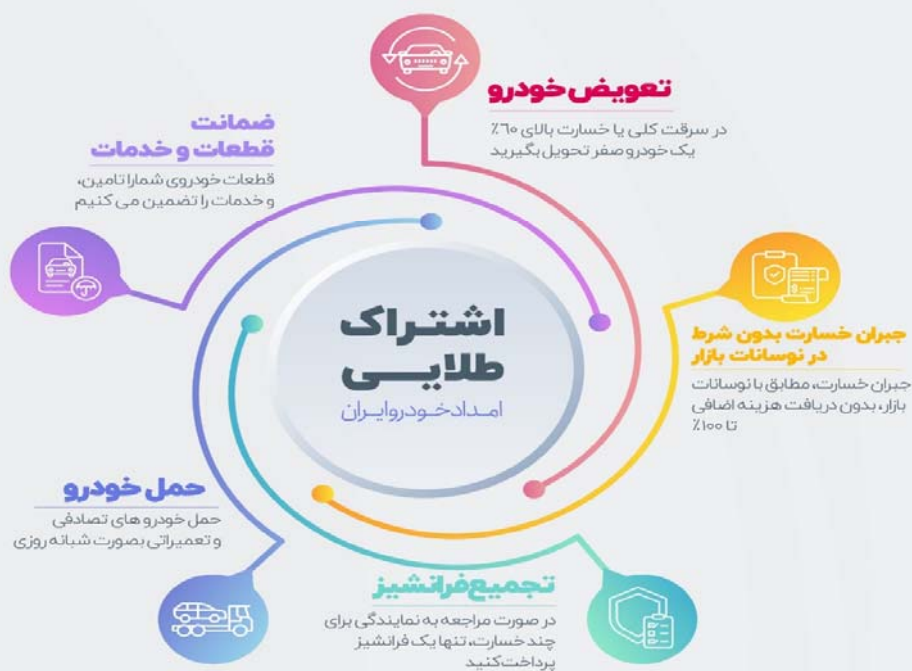 تعویض خودرو
در سرقت کلی یا خسارت بالای ۶۰٪
یک خودرو صفر تحویل بگیرید
ضمانت
قطعات و خدمات
قطعات خودروی شما را تامین،
و خدمات را تضمین می کنیم
جبران خسارت بدون شرط
در نوسانات بازار
جبران خسارت، مطابق با نوسانات
بازار، بدون دریافت هزینه اضافی
تا ۱۰۰٪
اشتراک
طلایی
امداد خودرو ایران
حمل خودرو
حمل خودرو های تصادفی
و تعمیراتی بصورت شبانه روزی
تجمیع فرانشیز
در صورت مراجعه به نمایندگی برای
چند خسارت، تنها یک فرانشیز
پرداخت کنید